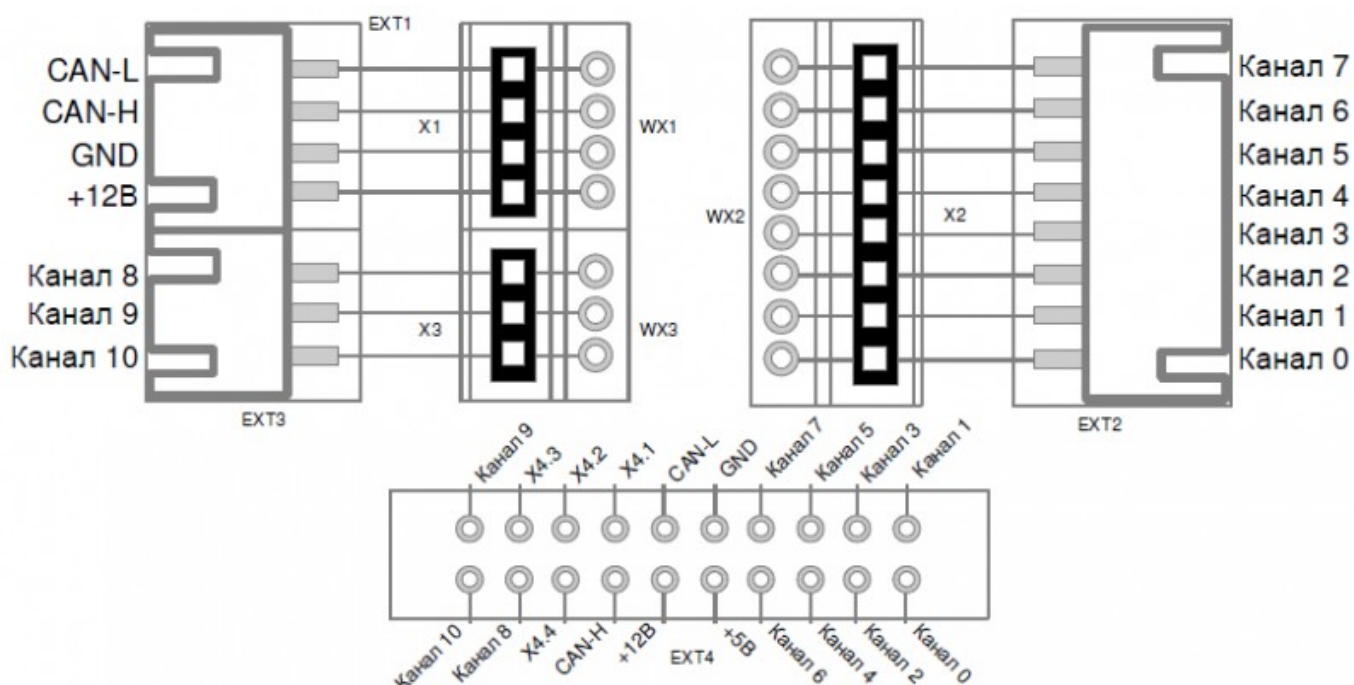 EXT1
CAN-L
CAN-H
GND
+12В
X1
WX1
Канал 8
Канал 9
Канал 10
X3
WX3
EXT3
WX2
X2
Канал 7
Канал 6
Канал 5
Канал 4
Канал 3
Канал 2
Канал 1
Канал 0
EXT2
Канал 9
X4.3
X4.2
X4.1
CAN-L
GND
Канал 7
Канал 5
Канал 3
Канал 1
Канал 10
Канал 8
X4.4
CAN-H
+12В
EXT4
+5В
Канал 6
Канал 4
Канал 2
Канал 0